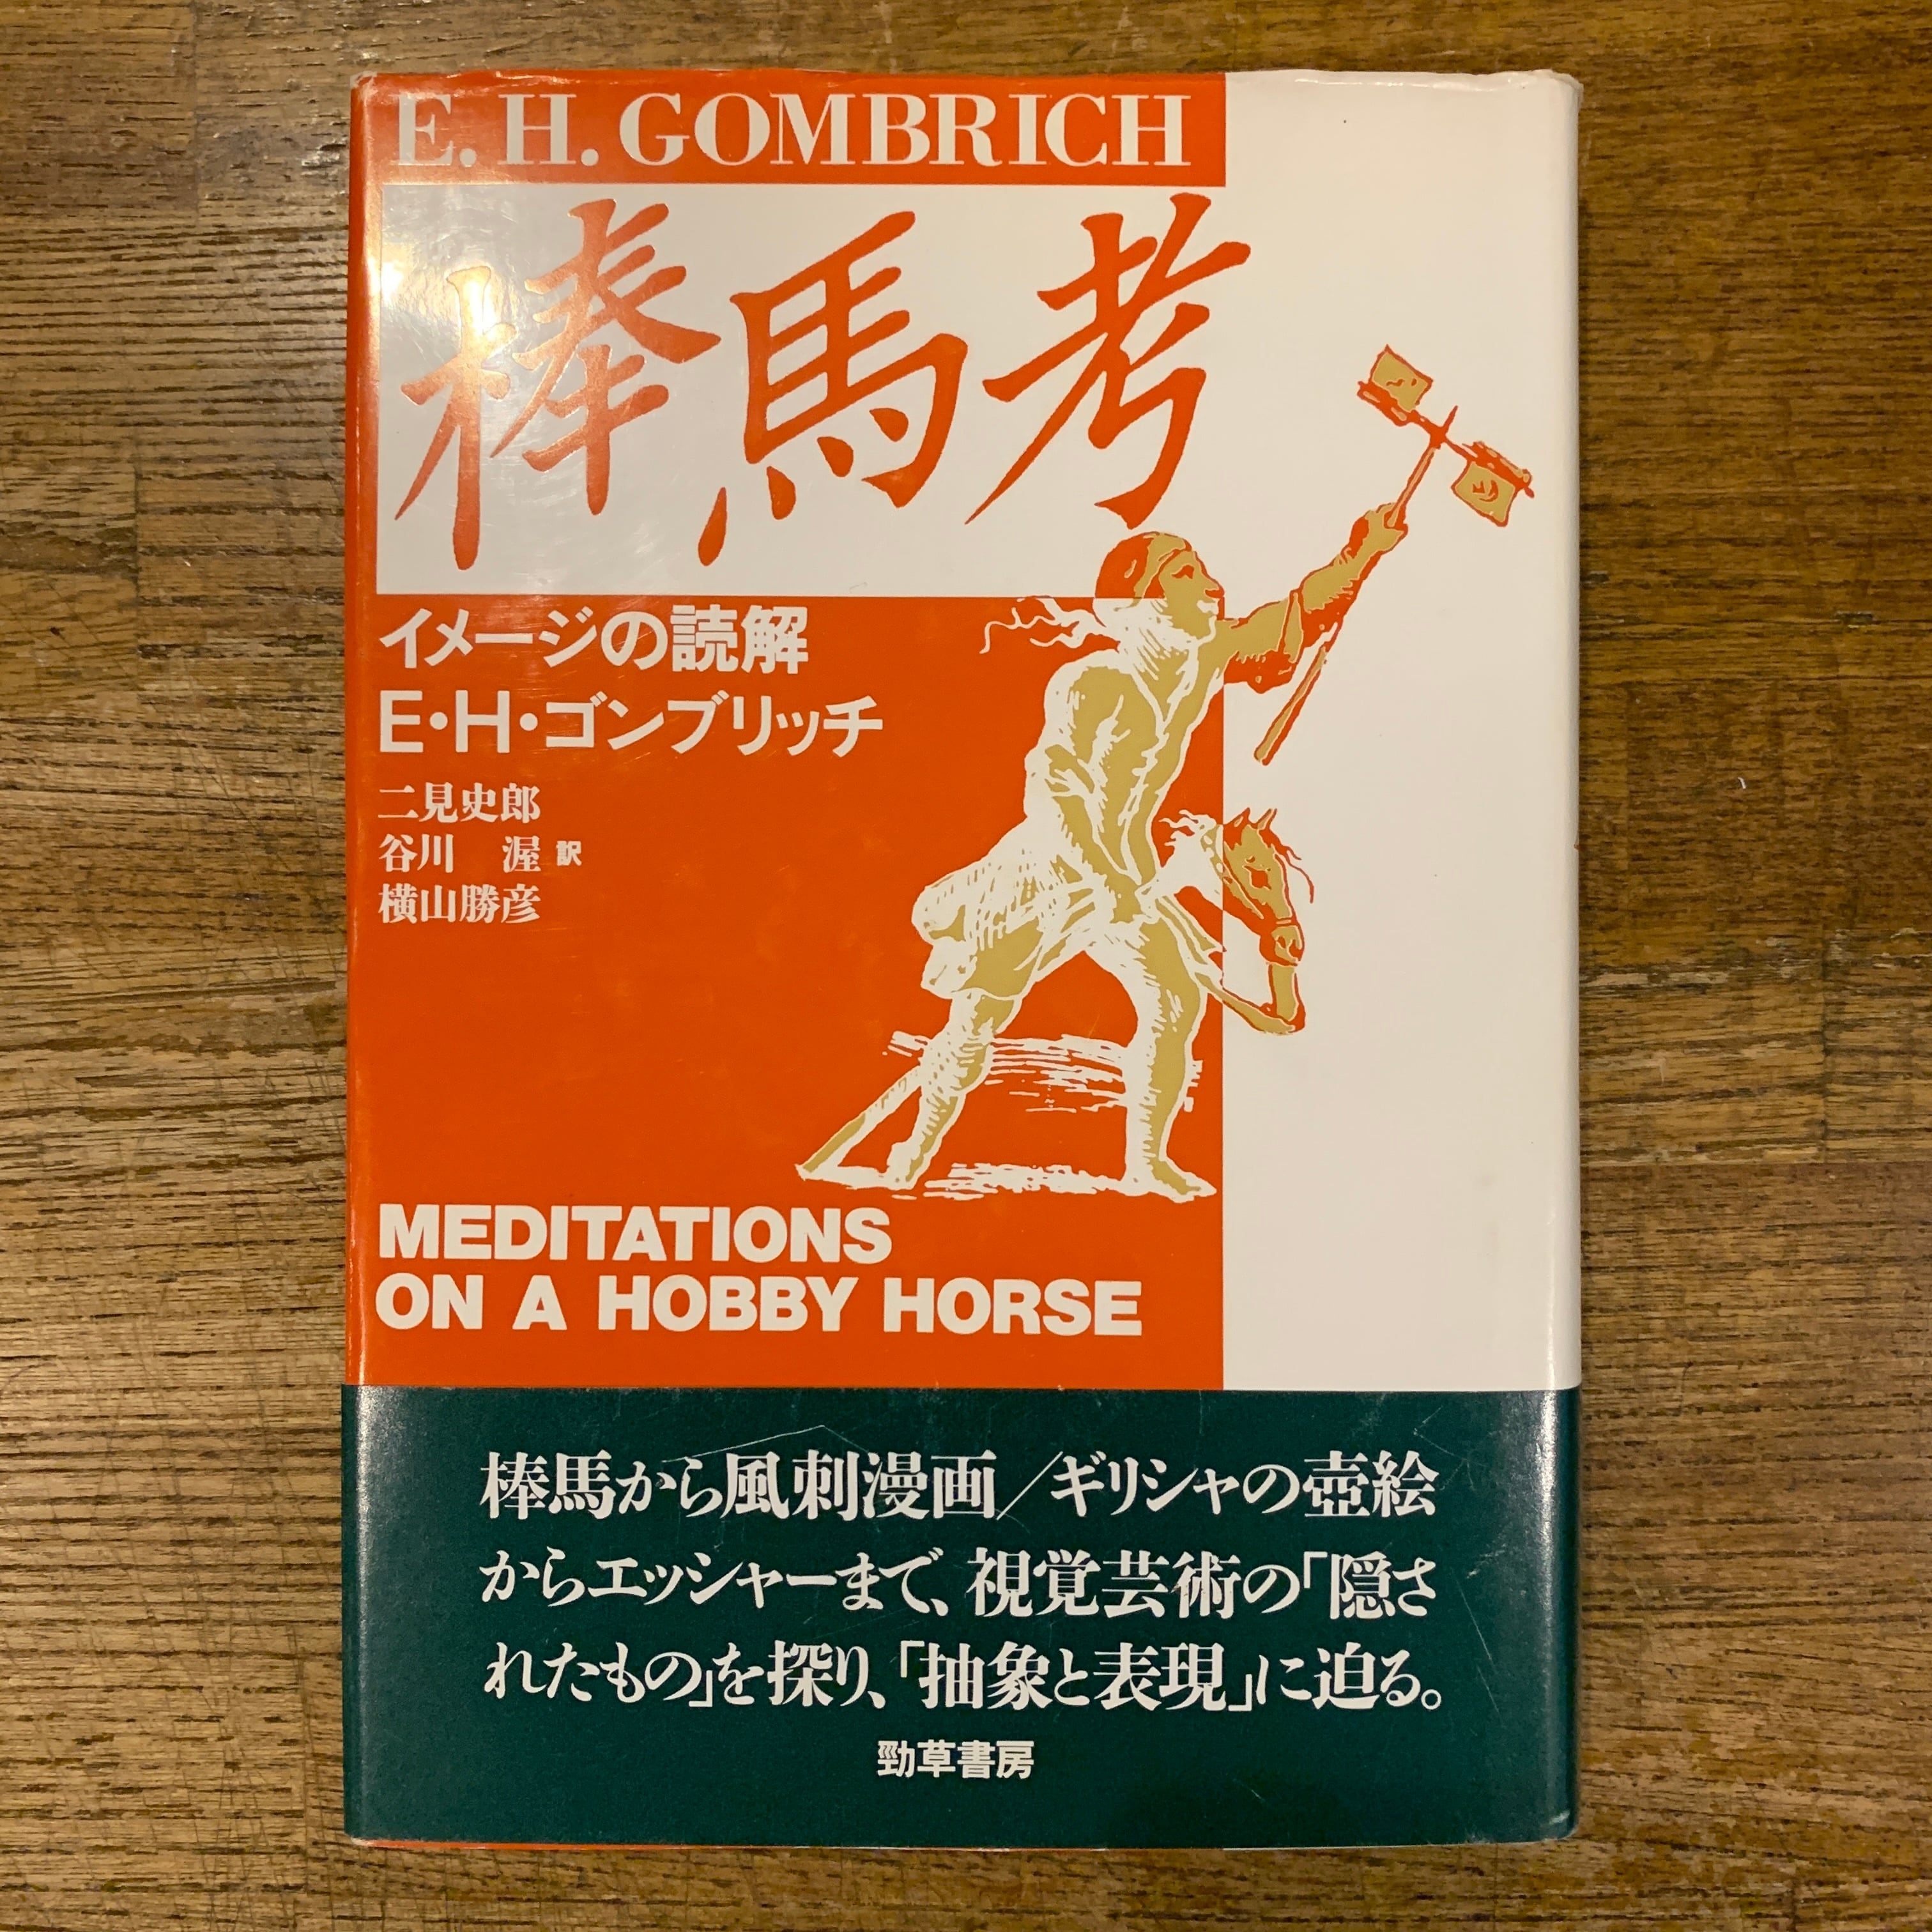 E. H. GOMBRICH
棒馬考
イメージの読解
E・H・ゴンブリッチ
二見史郎
谷川　渥 訳
横山勝彦
MEDITATIONS
ON A HOBBY HORSE
棒馬から風刺漫画／ギリシャの壺絵
からエッシャーまで、視覚芸術の「隠さ
れたもの」を探り、「抽象と表現」に迫る。
勁草書房